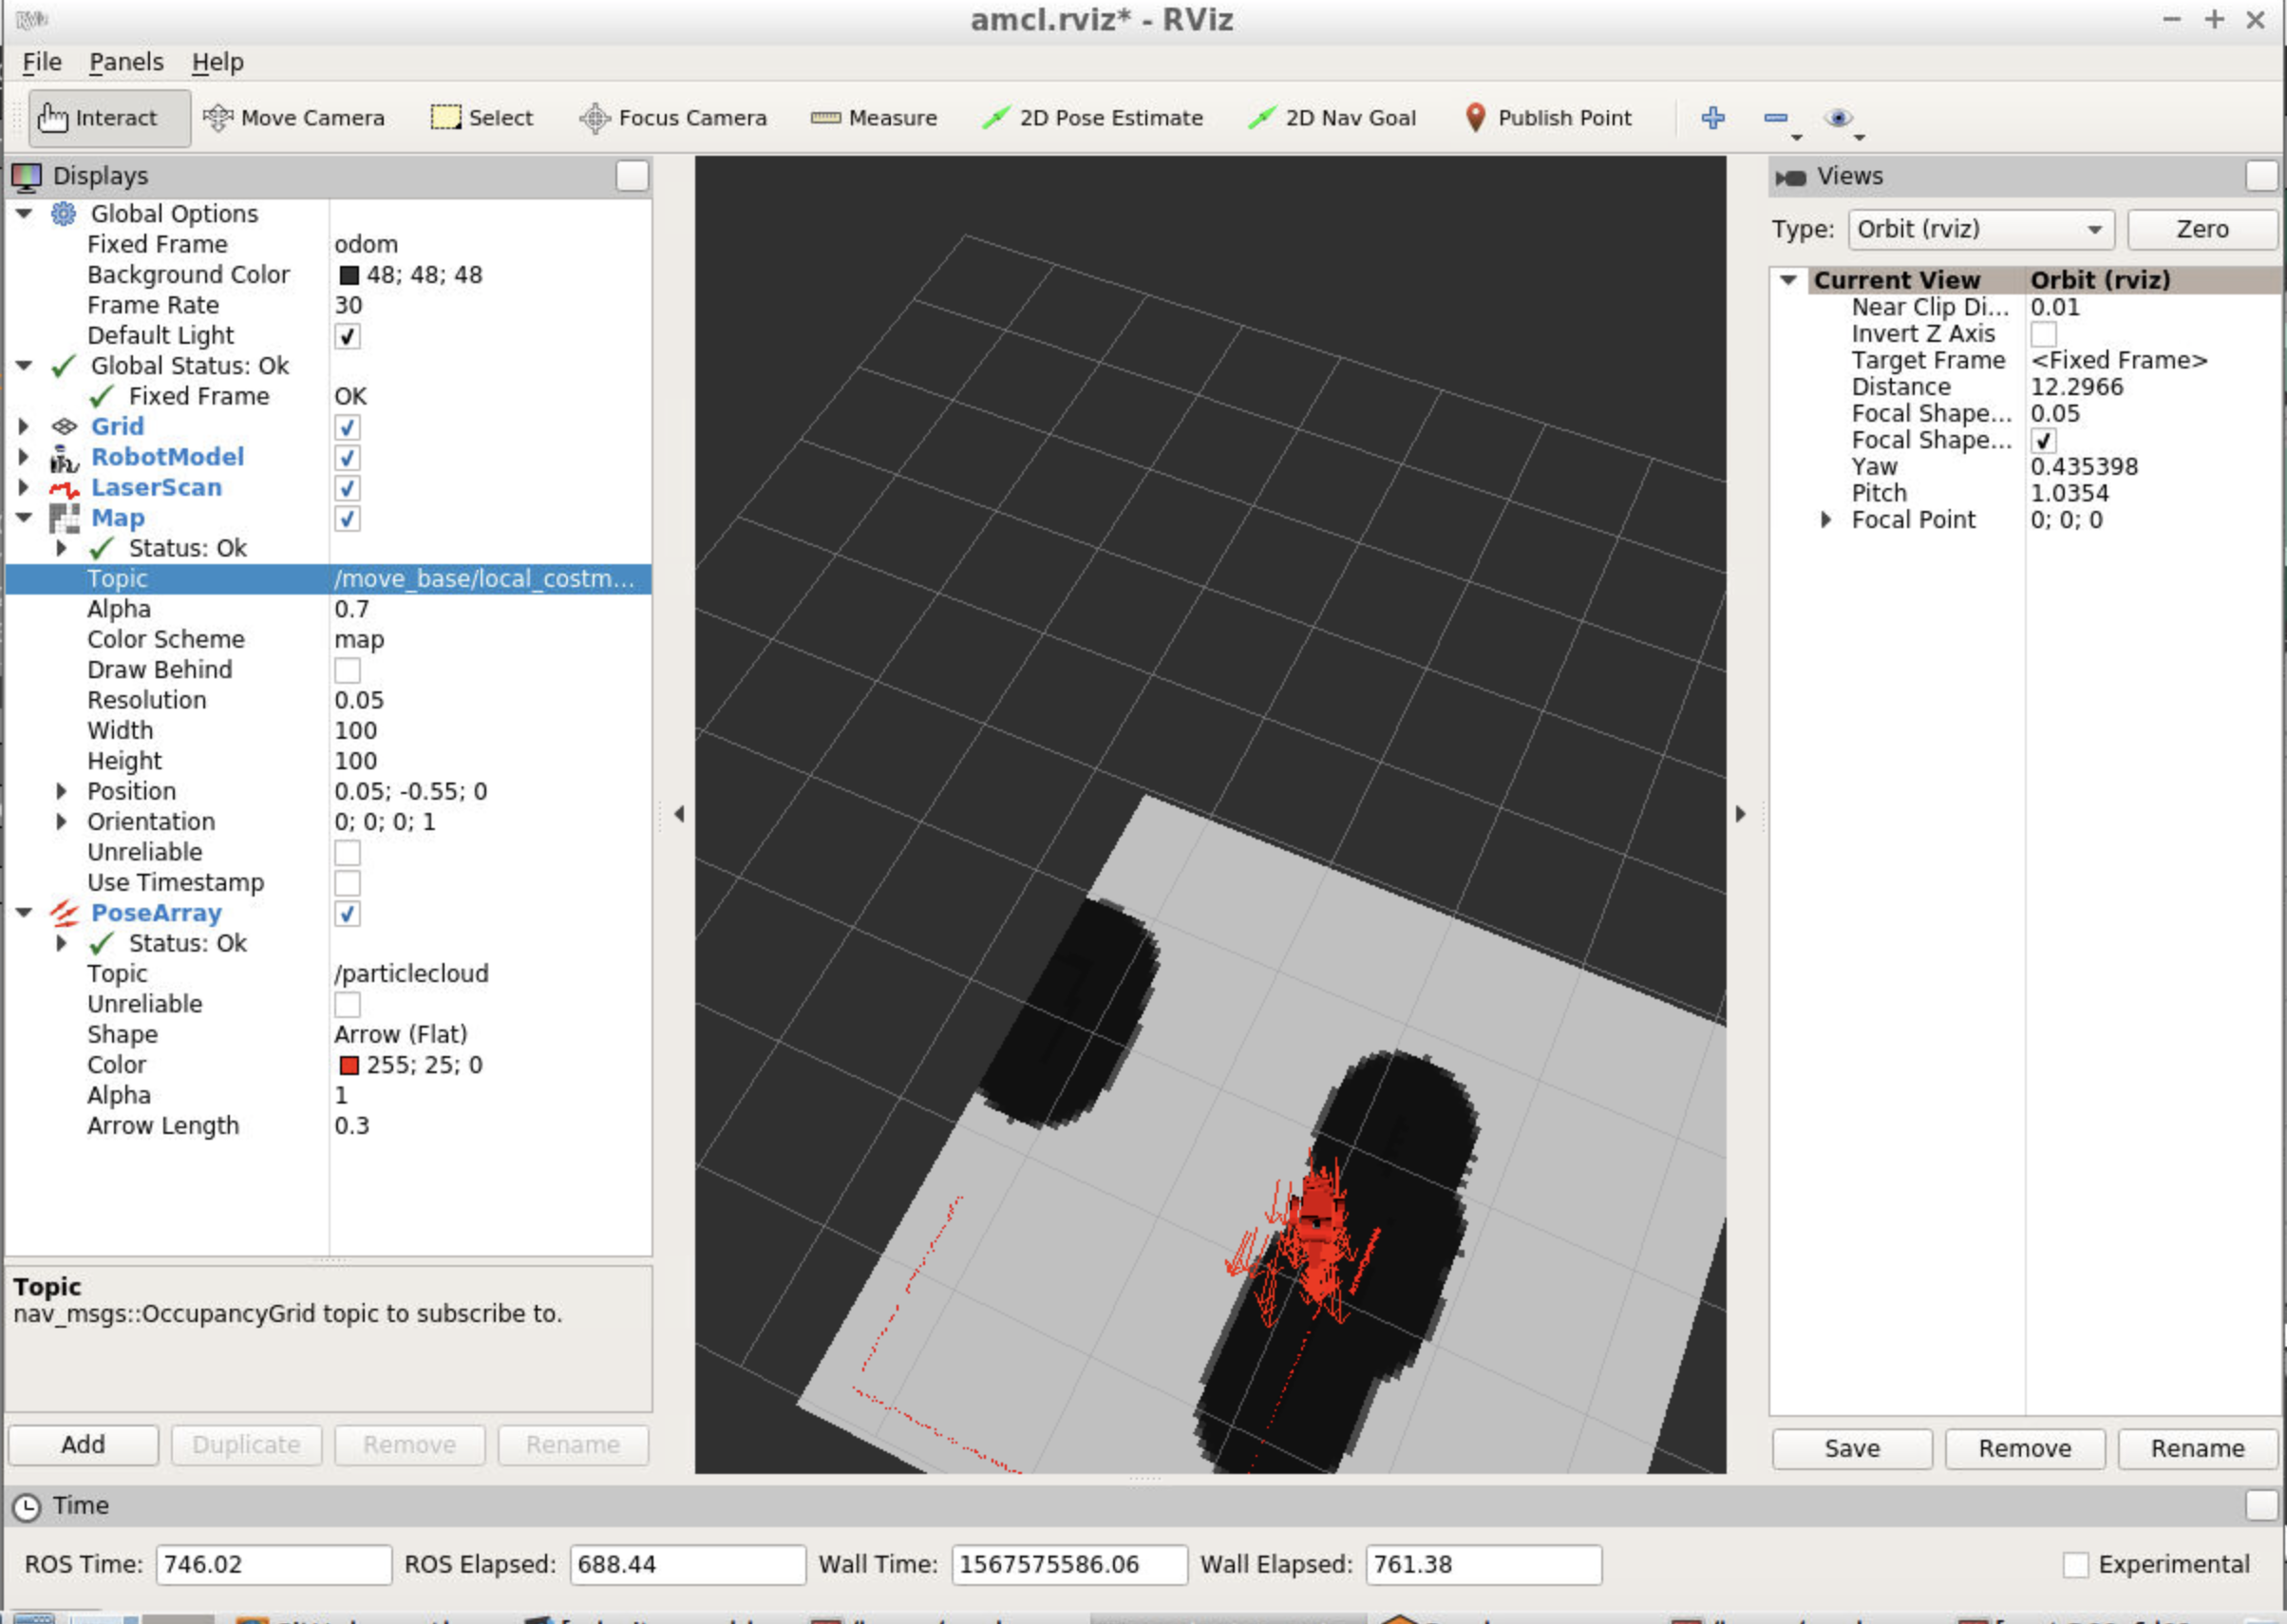 amcl.rviz* - RViz
File Panels Help
Interact Move Camera Select Focus Camera Measure 2D Pose Estimate 2D Nav Goal Publish Point
Displays
Global Options
Fixed Frame odom
Background Color 48; 48; 48
Frame Rate 30
Default Light
Global Status: Ok
Fixed Frame OK
Grid
RobotModel
LaserScan
Map
Status: Ok
Topic /move_base/local_costm...
Alpha 0.7
Color Scheme map
Draw Behind
Resolution 0.05
Width 100
Height 100
Position 0.05; -0.55; 0
Orientation 0; 0; 0; 1
Unreliable
Use Timestamp
PoseArray
Status: Ok
Topic /particlecloud
Unreliable
Shape Arrow (Flat)
Color 255; 25; 0
Alpha 1
Arrow Length 0.3
Topic
nav_msgs::OccupancyGrid topic to subscribe to.
Add Duplicate Remove Rename
Views
Type: Orbit (rviz) Zero
Current View Orbit (rviz)
Near Clip Di... 0.01
Invert Z Axis
Target Frame <Fixed Frame>
Distance 12.2966
Focal Shape... 0.05
Focal Shape...
Yaw 0.435398
Pitch 1.0354
Focal Point 0; 0; 0
Save Remove Rename
Time
ROS Time: 746.02 ROS Elapsed: 688.44 Wall Time: 1567575586.06 Wall Elapsed: 761.38 Experimental